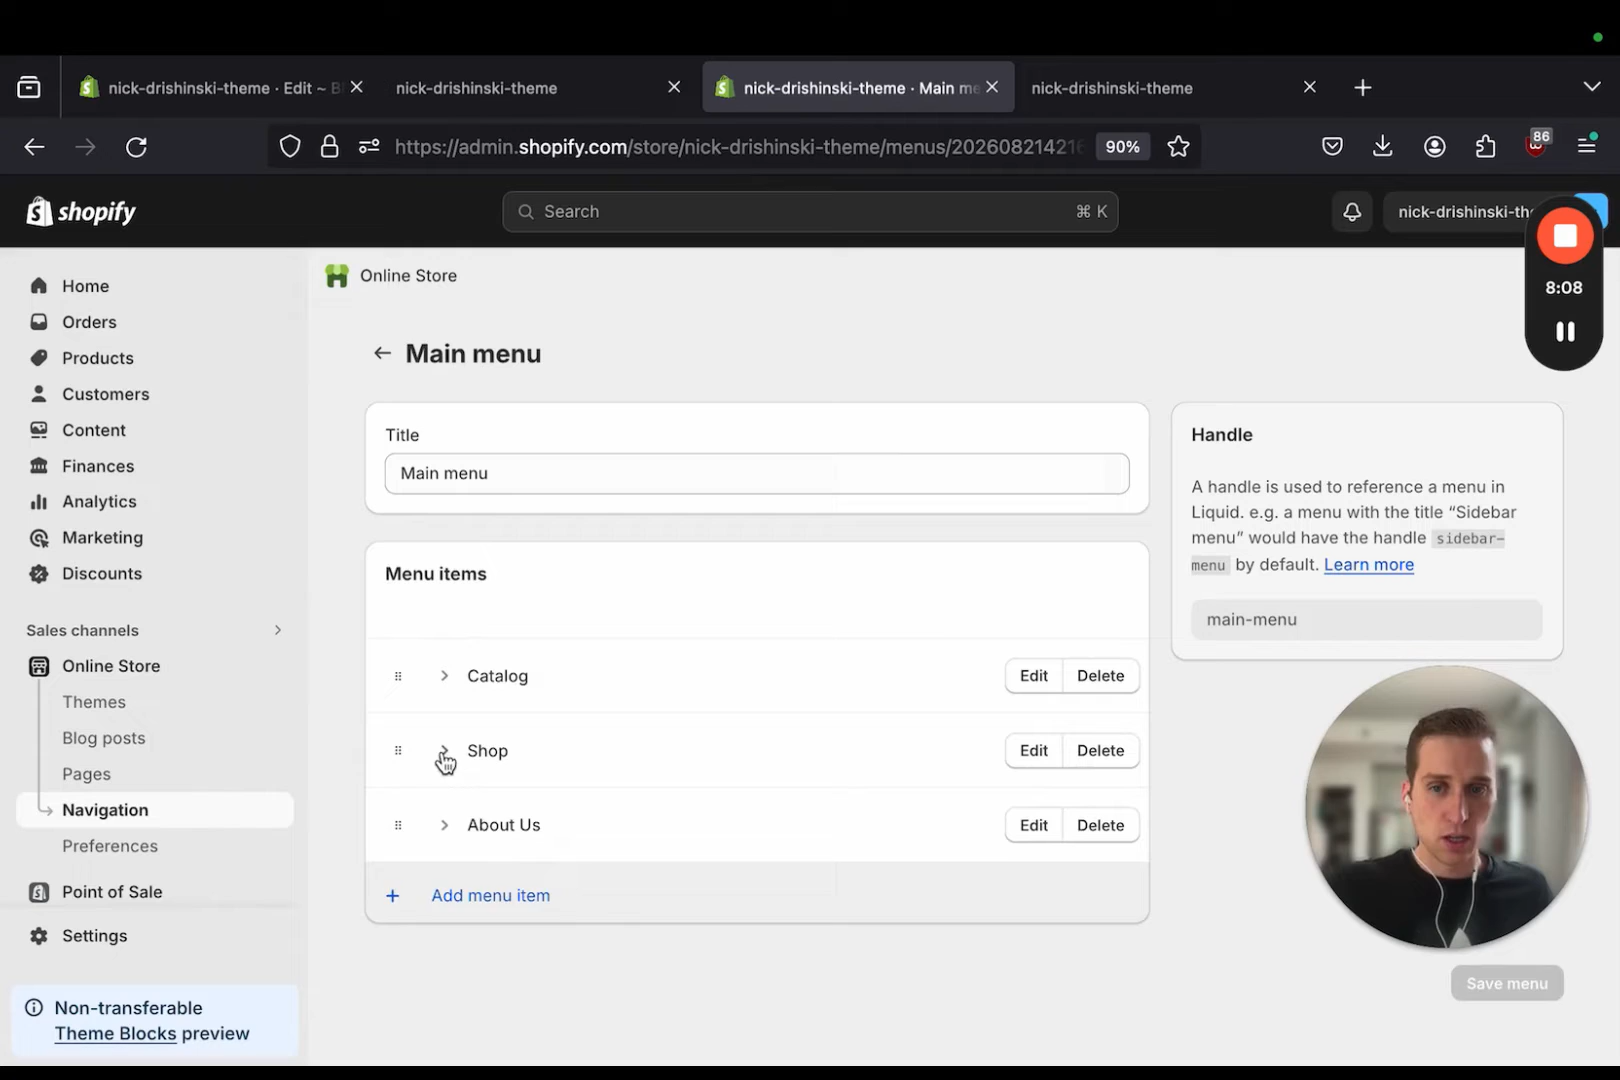 nick-drishinski-theme · Edit ~ B
nick-drishinski-theme
nick-drishinski-theme · Main me
nick-drishinski-theme
https://admin.shopify.com/store/nick-drishinski-theme/menus/20260821421
90%
86
shopify
Search
⌘ K
nick-drishinski-the
8:08
Home
Orders
Products
Customers
Content
Finances
Analytics
Marketing
Discounts
Sales channels
Online Store
Themes
Blog posts
Pages
Navigation
Preferences
Point of Sale
Settings
Non-transferable
Theme Blocks preview
Online Store
Main menu
Title
Main menu
Menu items
Catalog
Edit
Delete
Shop
Edit
Delete
About Us
Edit
Delete
+ Add menu item
Handle
A handle is used to reference a menu in
Liquid. e.g. a menu with the title “Sidebar
menu” would have the handle sidebar-
menu by default. Learn more
main-menu
Save menu